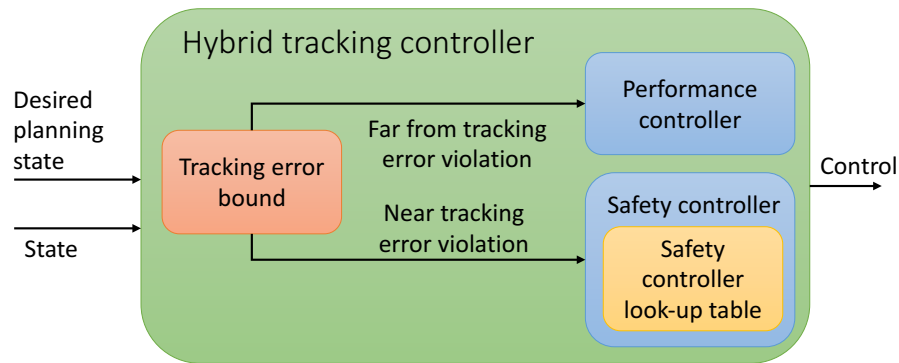 Hybrid tracking controller
Desired
planning
state
State
Tracking error
bound
Far from tracking
error violation
Near tracking
error violation
Performance
controller
Safety controller
Safety
controller
look-up table
Control